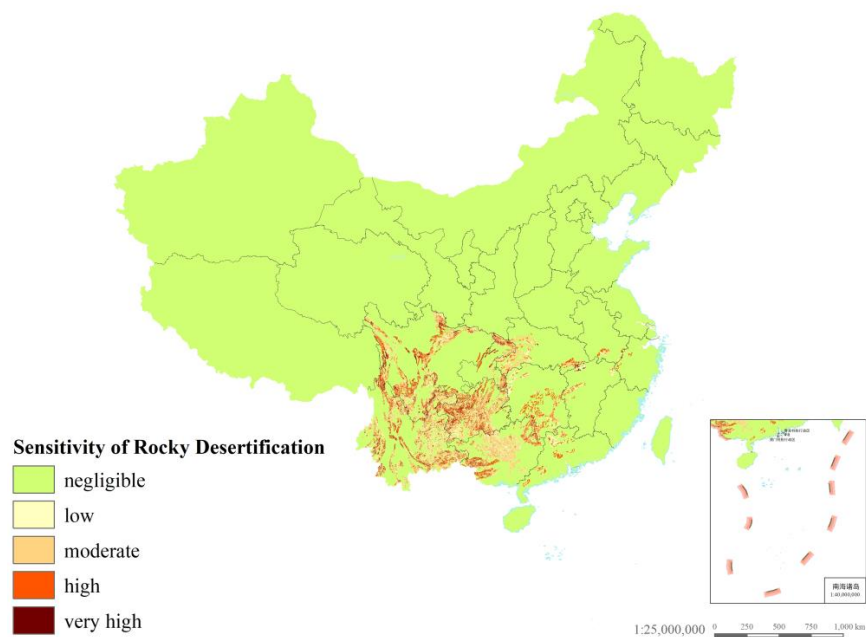 Sensitivity of Rocky Desertification
negligible
low
moderate
high
very high
南海诸岛
1:40,000,000
1:25,000,000
0 250 500 750 1,000 km